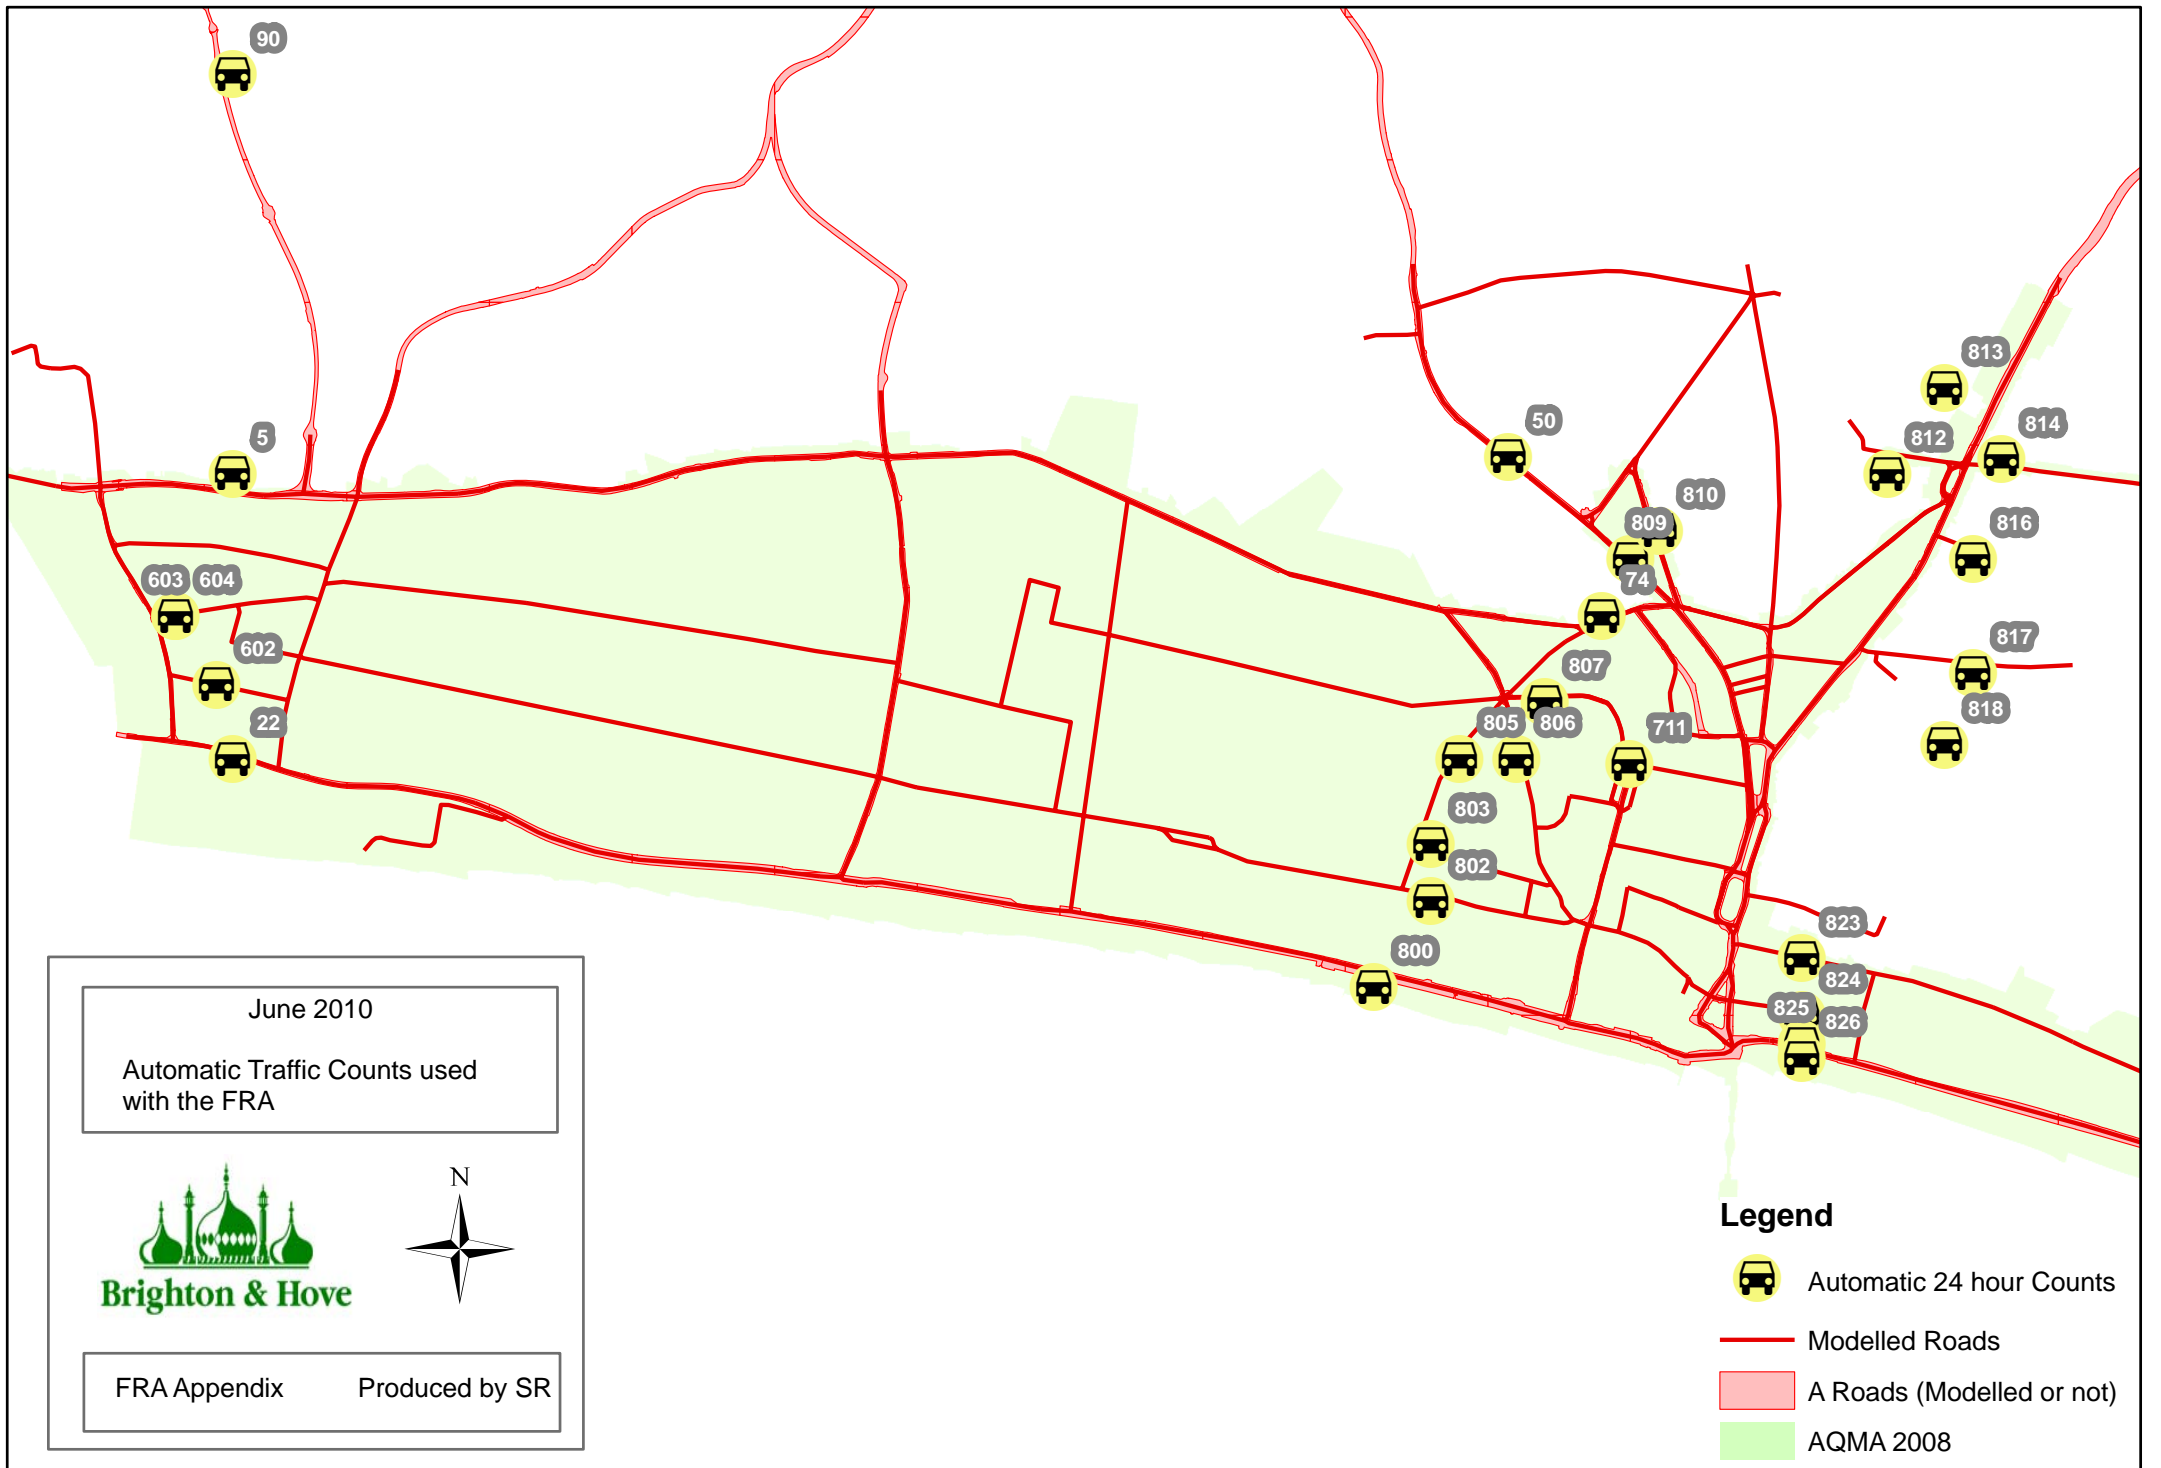 90
813
50
814
5
812
810
809
816
603 604
74
602
817
807
818
22
805 806
711
803
802
823
800
824
825
826
June 2010
Automatic Traffic Counts used
with the FRA
N
Brighton & Hove
FRA Appendix Produced by SR
Legend
Automatic 24 hour Counts
Modelled Roads
A Roads (Modelled or not)
AQMA 2008